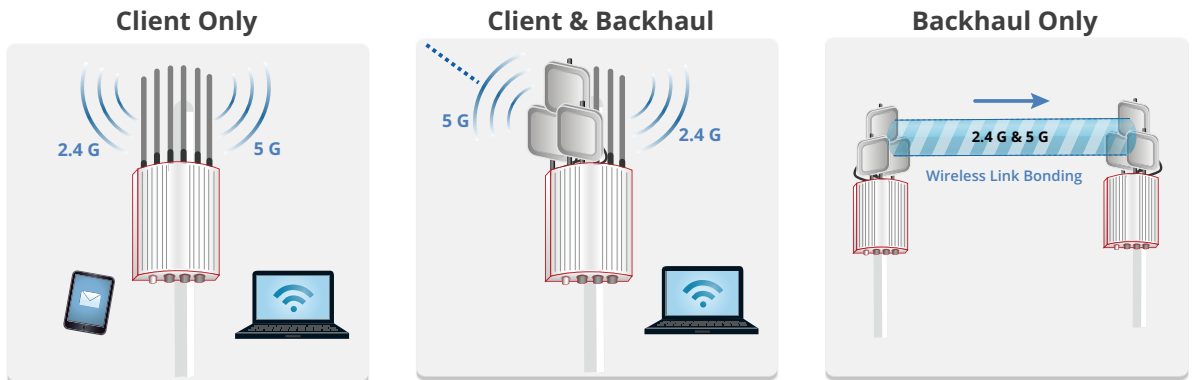 Client Only
2.4 G
5 G
Client & Backhaul
5 G
2.4 G
Backhaul Only
2.4 G & 5 G
Wireless Link Bonding